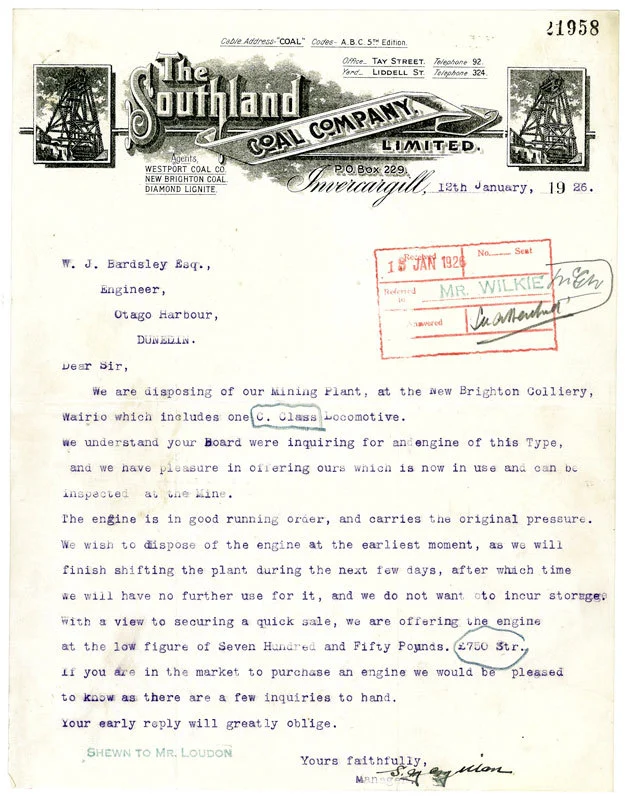 21958
Cable Address-"COAL" Codes- A.B.C. 5TH Edition.
Office- TAY STREET. Telephone 92.
Yard- LIDDELL ST. Telephone 324.
The
Southland
COAL COMPANY.
LIMITED.
Agents,
WESTPORT COAL CO.
NEW BRIGHTON COAL.
DIAMOND LIGNITE.
P.O. Box 229.
Invercargill, 12th January, 1926.
Received No. Sent
JAN 1926
Referred to MR. WILKIE
Answered
W. J. Bardsley Esq.,
Engineer,
Otago Harbour,
DUNEDIN.
Dear Sir,
We are disposing of our Mining Plant, at the New Brighton Colliery,
Wairio which includes one C. Class Locomotive.
We understand your Board were inquiring for an engine of this Type,
and we have pleasure in offering ours which is now in use and can be
inspected at the Mine.
The engine is in good running order, and carries the original pressure.
We wish to dispose of the engine at the earliest moment, as we will
finish shifting the plant during the next few days, after which time
we will have no further use for it, and we do not want oto incur storage.
With a view to securing a quick sale, we are offering the engine
at the low figure of Seven Hundred and Fifty Pounds. £750 Str.
If you are in the market to purchase an engine we would be pleased
to know as there are a few inquiries to hand.
Your early reply will greatly oblige.
SHEWN TO MR. LOUDON
Yours faithfully,
Manager